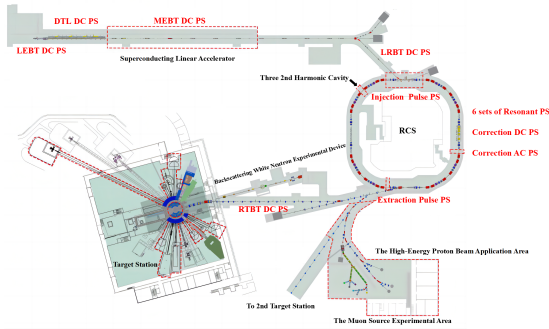 DTL DC PS
MEBT DC PS
LEBT DC PS
LRBT DC PS
Superconducting Linear Accelerator
Three 2nd Harmonic Cavity
Injection Pulse PS
6 sets of Resonant PS
RCS
Correction DC PS
Correction AC PS
Backscattering White Neutron Experimental Device
Extraction Pulse PS
RTBT DC PS
The High-Energy Proton Beam Application Area
Target Station
To 2nd Target Station
The Muon Source Experimental Area